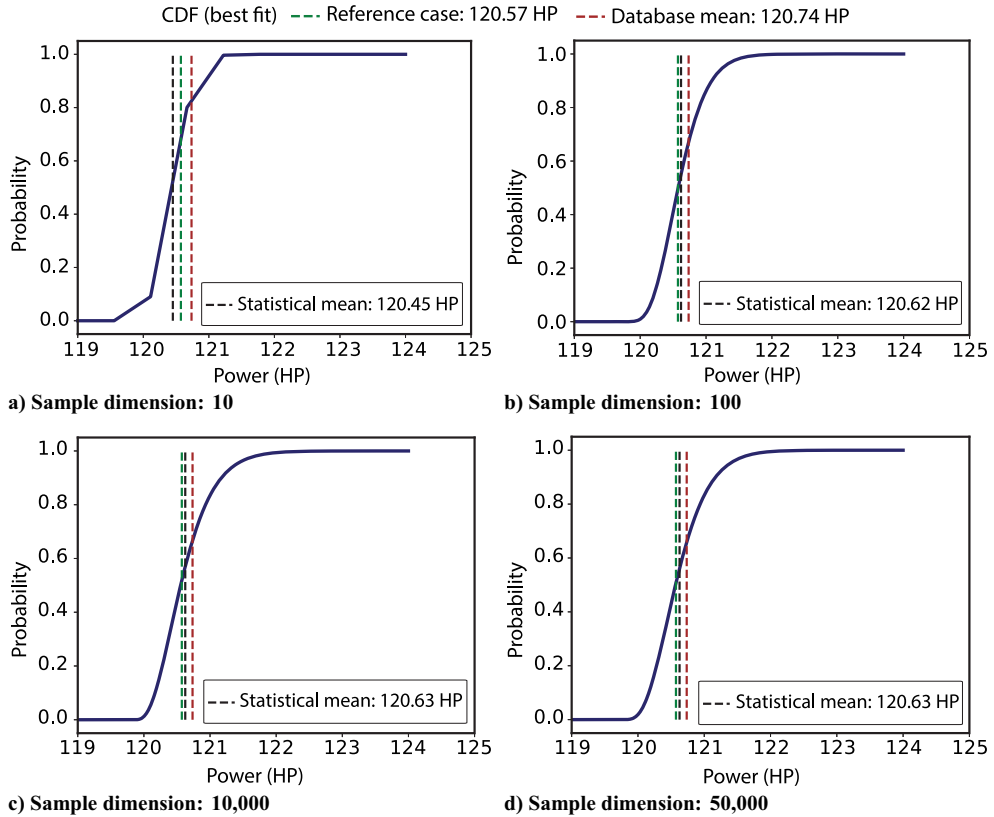 CDF (best fit) Reference case: 120.57 HP Database mean: 120.74 HP
1.0
0.8
0.6
0.4
0.2
0.0
Probability
Statistical mean: 120.45 HP
119 120 121 122 123 124 125
Power (HP)
a) Sample dimension: 10
1.0
0.8
0.6
0.4
0.2
0.0
Probability
Statistical mean: 120.62 HP
119 120 121 122 123 124 125
Power (HP)
b) Sample dimension: 100
1.0
0.8
0.6
0.4
0.2
0.0
Probability
Statistical mean: 120.63 HP
119 120 121 122 123 124 125
Power (HP)
c) Sample dimension: 10,000
1.0
0.8
0.6
0.4
0.2
0.0
Probability
Statistical mean: 120.63 HP
119 120 121 122 123 124 125
Power (HP)
d) Sample dimension: 50,000